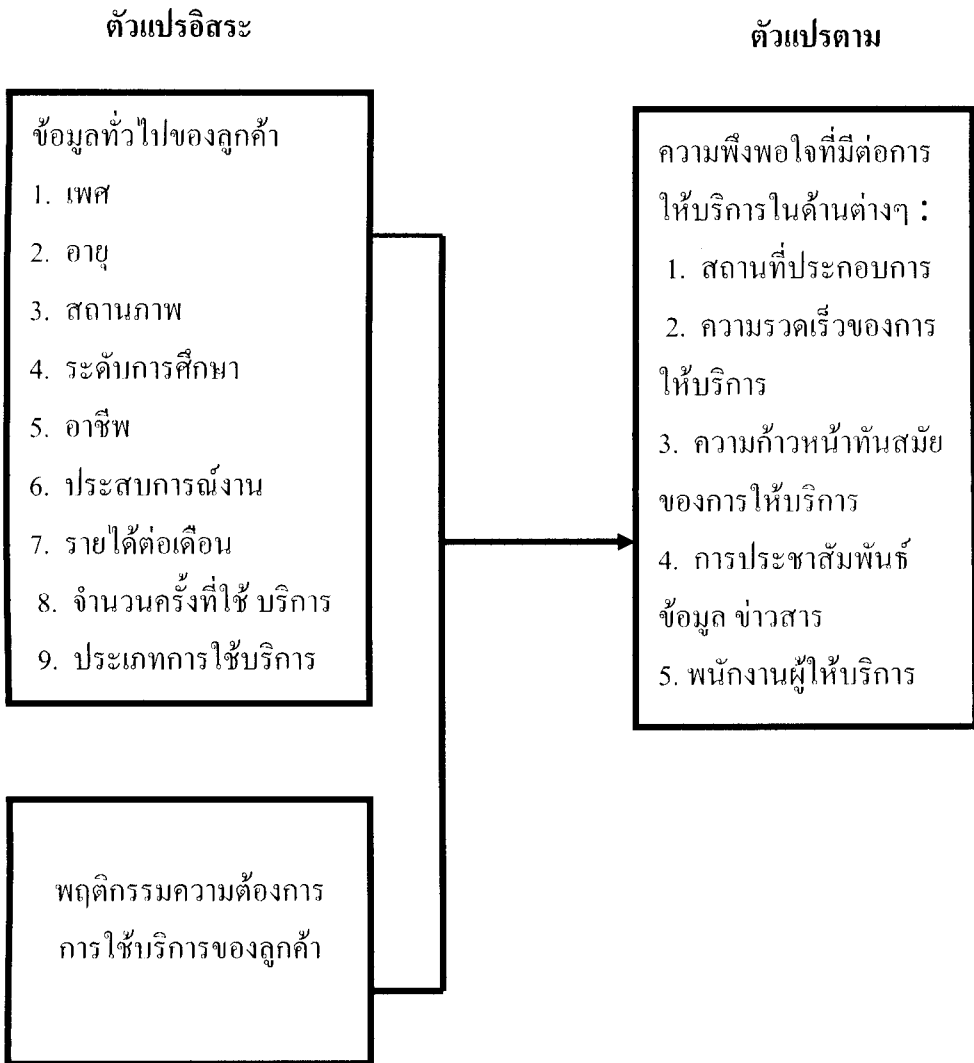 ตัวแปรอิสระ
ข้อมูลทั่วไปของลูกค้า
1. เพศ
2. อายุ
3. สถานภาพ
4. ระดับการศึกษา
5. อาชีพ
6. ประสบการณ์งาน
7. รายได้ต่อเดือน
8. จำนวนครั้งที่ใช้ บริการ
9. ประเภทการใช้บริการ
พฤติกรรมความต้องการ
การใช้บริการของลูกค้า
ตัวแปรตาม
ความพึงพอใจที่มีต่อการ
ให้บริการในด้านต่างๆ :
1. สถานที่ประกอบการ
2. ความรวดเร็วของการ
ให้บริการ
3. ความก้าวหน้าทันสมัย
ของการให้บริการ
4. การประชาสัมพันธ์
ข้อมูล ข่าวสาร
5. พนักงานผู้ให้บริการ